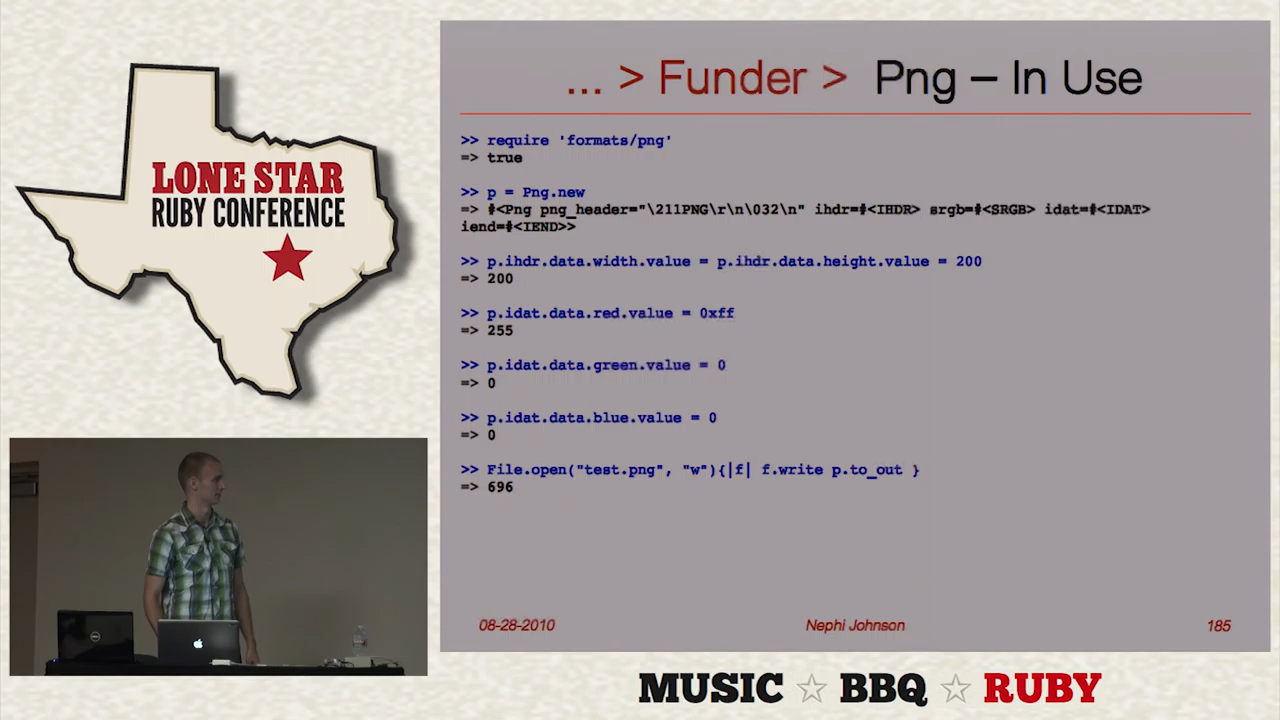 LONE STAR
RUBY CONFERENCE
... > Funder > Png – In Use
>> require 'formats/png'
=> true
>> p = Png.new
=> #<Png png_header="\211PNG\r\n\032\n" ihdr=#<IHDR> srgb=#<SRGB> idat=#<IDAT>
iend=#<IEND>>
>> p.ihdr.data.width.value = p.ihdr.data.height.value = 200
=> 200
>> p.idat.data.red.value = 0xff
=> 255
>> p.idat.data.green.value = 0
=> 0
>> p.idat.data.blue.value = 0
=> 0
>> File.open("test.png", "w"){|f| f.write p.to_out }
=> 696
08-28-2010 Nephi Johnson 185
MUSIC ☆ BBQ ☆ RUBY